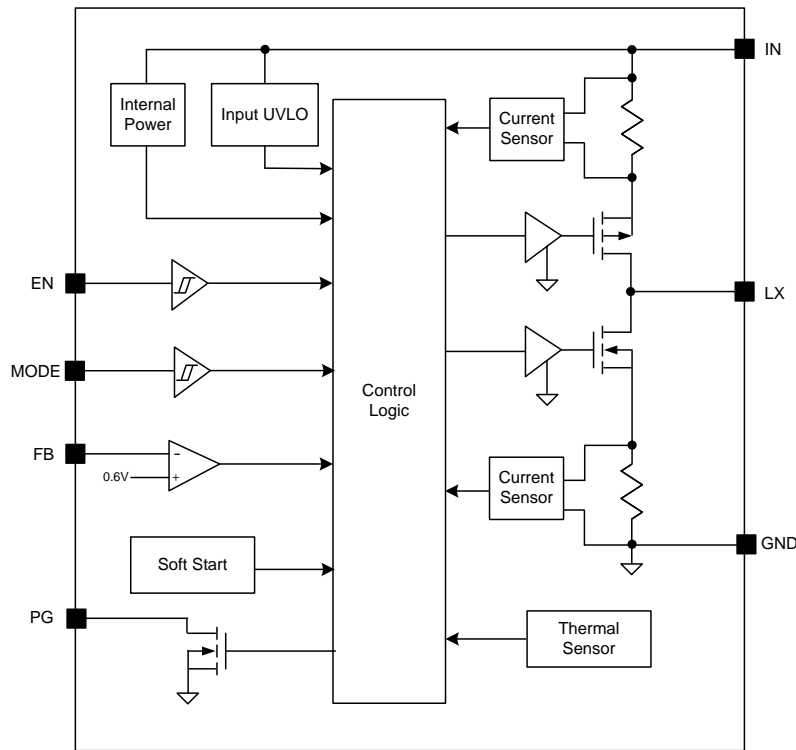 IN
Internal
Power
Input UVLO
Current
Sensor
EN
LX
MODE
Control
Logic
FB
-
0.6V
+
Current
Sensor
GND
Soft Start
PG
Thermal
Sensor